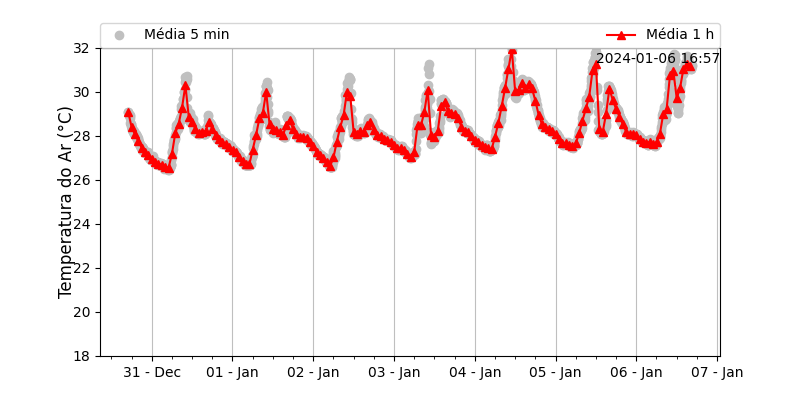 Média 5 min
Média 1 h
2024-01-06 16:57
Temperatura do Ar (°C)
32
30
28
26
24
22
20
18
31 - Dec
01 - Jan
02 - Jan
03 - Jan
04 - Jan
05 - Jan
06 - Jan
07 - Jan